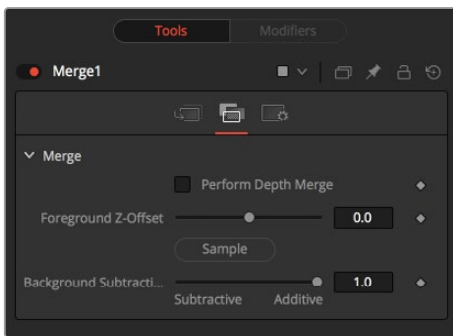 Tools Modifiers
Merge1
Merge
Perform Depth Merge
Foreground Z-Offset 0.0
Sample
Background Subtracti... 1.0
Subtractive Additive